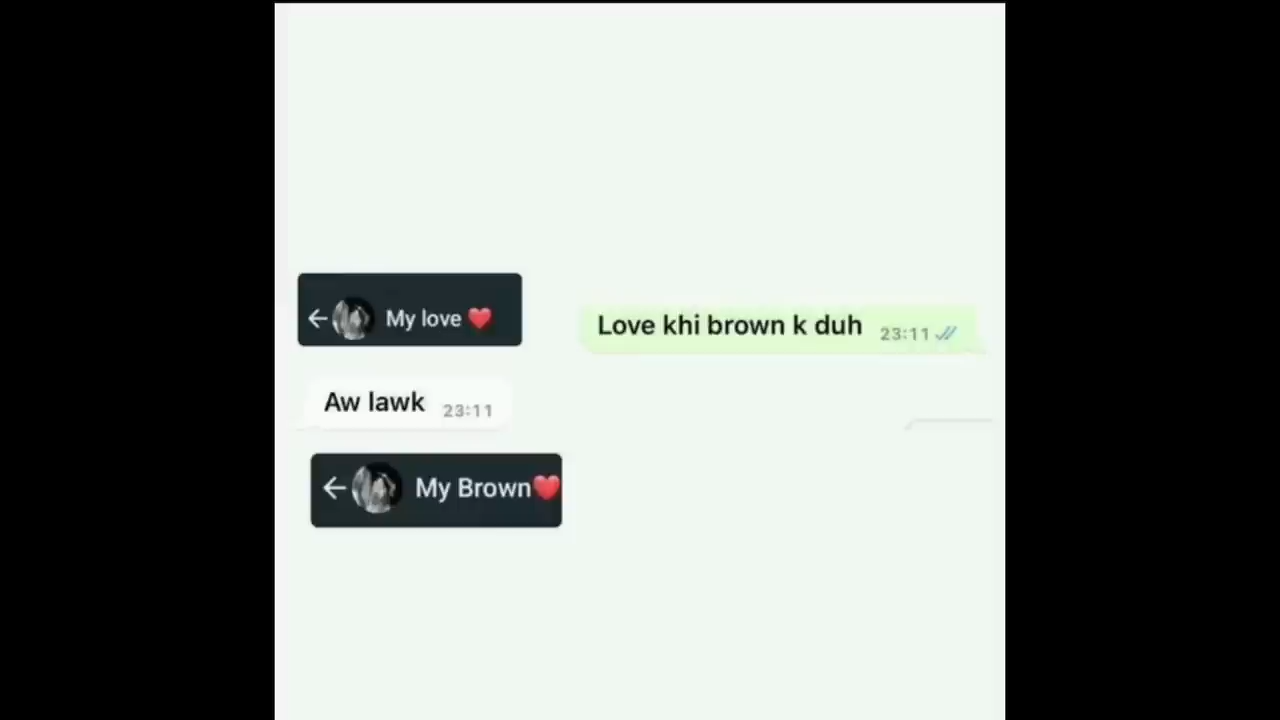 My love ❤️
Love khi brown k duh 23:11
Aw lawk 23:11
My Brown❤️